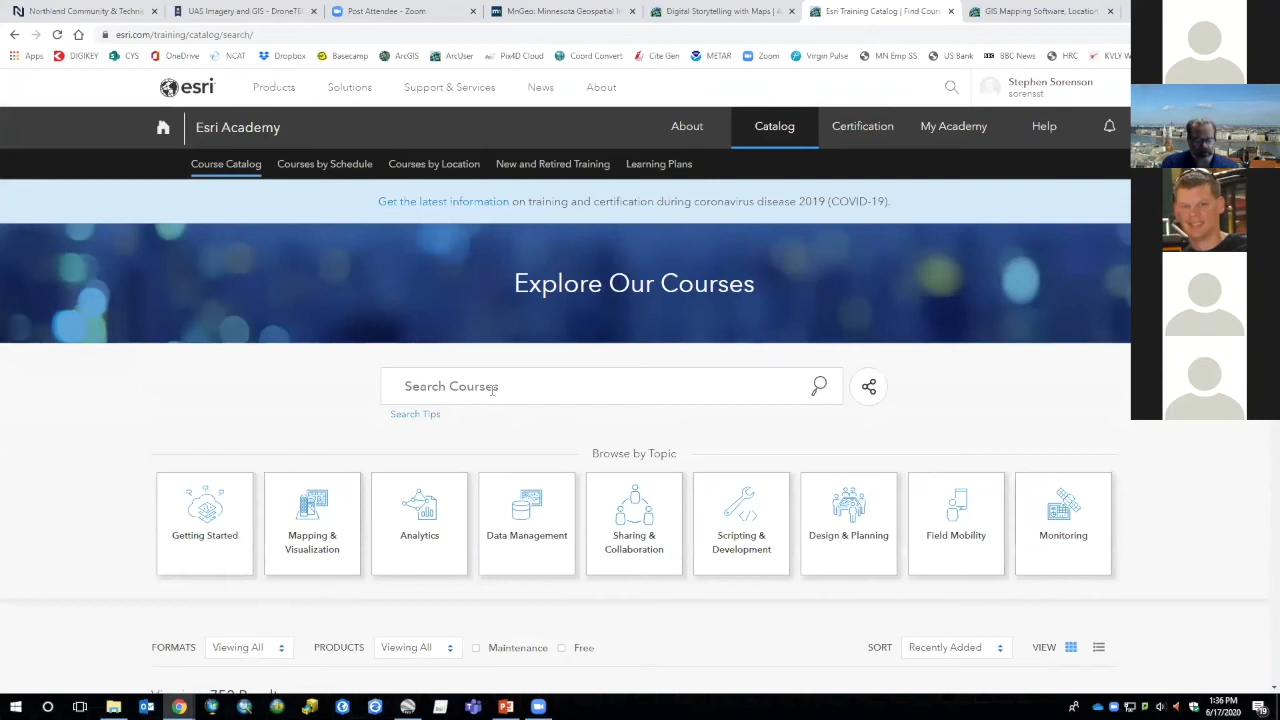 Northland Community & Technic
UAS Imagery and GIS - DroneTEC
Post Attendee - Zoom
MnGeo: Minnesota Geospatial In
Digital Storytelling with Maps | A
Esri Training Catalog | Find Cours
GIS Mapping Software, Location
esri.com/training/catalog/search/
Apps DIGIKEY CYS OneDrive NCAT Dropbox Basecamp ArcGIS ArcUser Pix4D Cloud Coord Convert Cite Gen METAR Zoom Virgin Pulse MN Emp SS US Bank BBC News HRC KVLY W
esri Products Support & Services News About
Stephen Sorenson
sorensst
Esri Academy About Catalog Certification My Academy Help
Course Catalog Courses by Schedule Courses by Location New and Retired Training Learning Plans
Get the latest information on training and certification during coronavirus disease 2019 (COVID-19).
Explore Our Courses
Search Courses
Search Tips
Browse by Topic
Getting Started
Mapping &
Visualization
Analytics
Data Management
Sharing &
Collaboration
Scripting &
Development
Design & Planning
Field Mobility
Monitoring
FORMATS Viewing All PRODUCTS Viewing All Maintenance Free SORT Recently Added VIEW
1:36 PM
6/17/2020
19